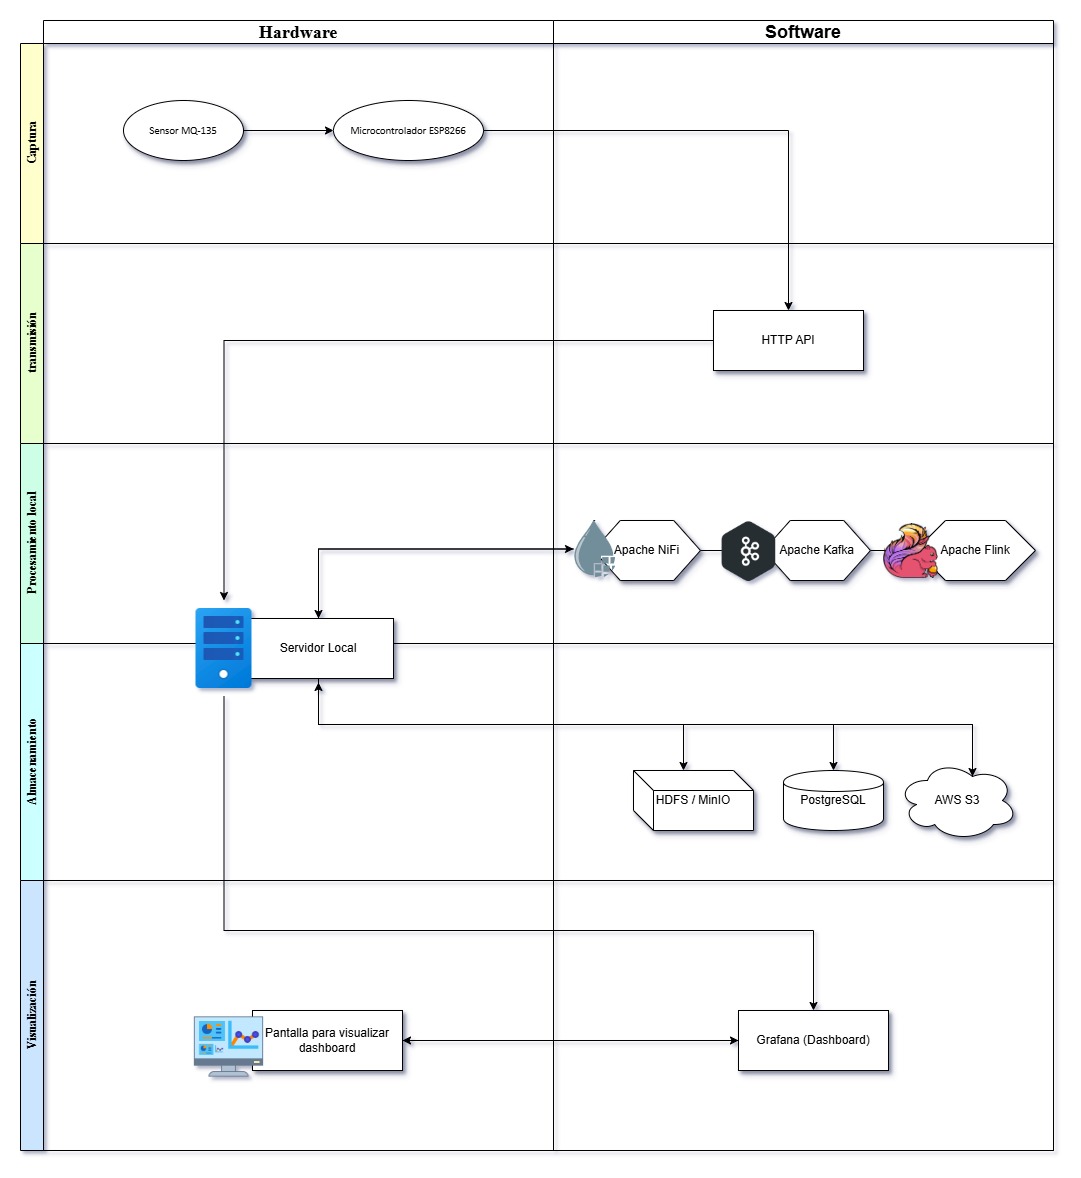 Hardware
Software
Captura
Sensor MQ-135
Microcontrolador ESP8266
transmisión
HTTP API
Procesamiento local
Apache NiFi
Apache Kafka
Apache Flink
Servidor Local
Almacenamiento
HDFS / MinIO
PostgreSQL
AWS S3
Visualización
Pantalla para visualizar
dashboard
Grafana (Dashboard)